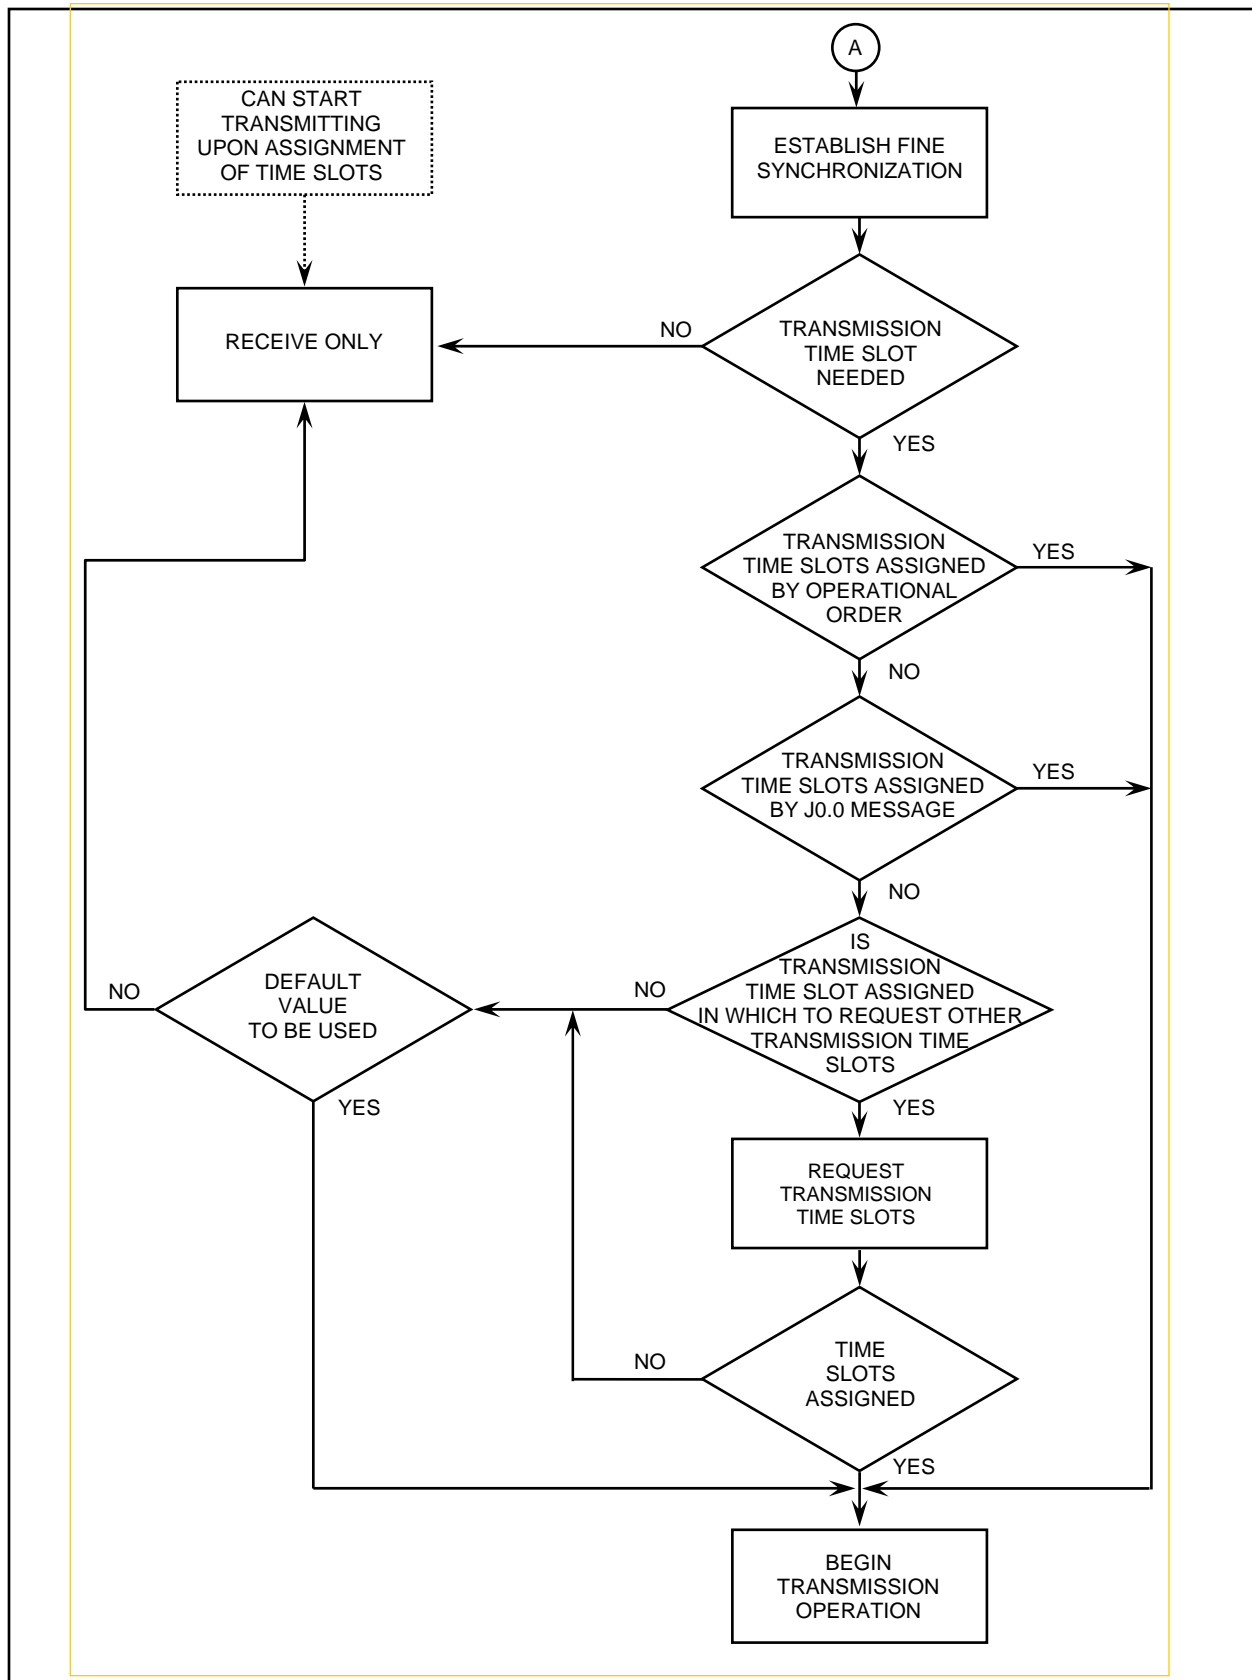 A
CAN START
TRANSMITTING
UPON ASSIGNMENT
OF TIME SLOTS
ESTABLISH FINE
SYNCHRONIZATION
RECEIVE ONLY
NO
TRANSMISSION
TIME SLOT
NEEDED
YES
TRANSMISSION
TIME SLOTS ASSIGNED
BY OPERATIONAL
ORDER
YES
NO
TRANSMISSION
TIME SLOTS ASSIGNED
BY J0.0 MESSAGE
YES
NO
IS
TRANSMISSION
TIME SLOT ASSIGNED
IN WHICH TO REQUEST OTHER
TRANSMISSION TIME
SLOTS
NO
DEFAULT
VALUE
TO BE USED
NO
YES
YES
REQUEST
TRANSMISSION
TIME SLOTS
TIME
SLOTS
ASSIGNED
NO
YES
BEGIN
TRANSMISSION
OPERATION